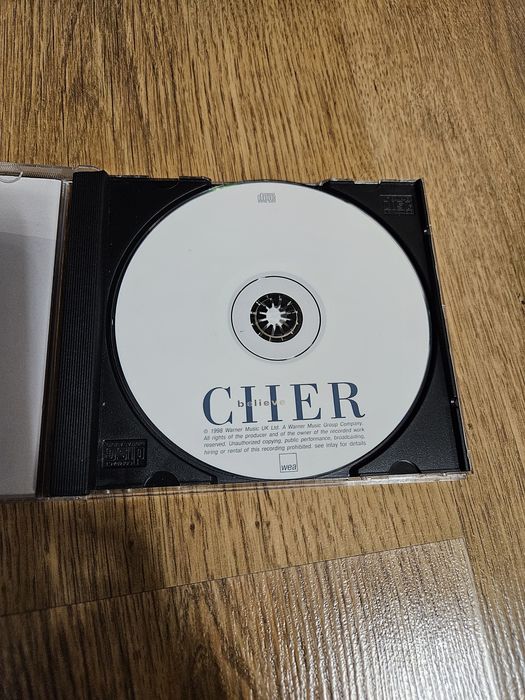 CHER
believe
℗ 1998 Warner Music UK Ltd. A Warner Music Group Company.
All rights of the producer and of the owner of the recorded work
reserved. Unauthorized copying, public performance, broadcasting,
hiring or rental of this recording prohibited. see inlay for details
wea